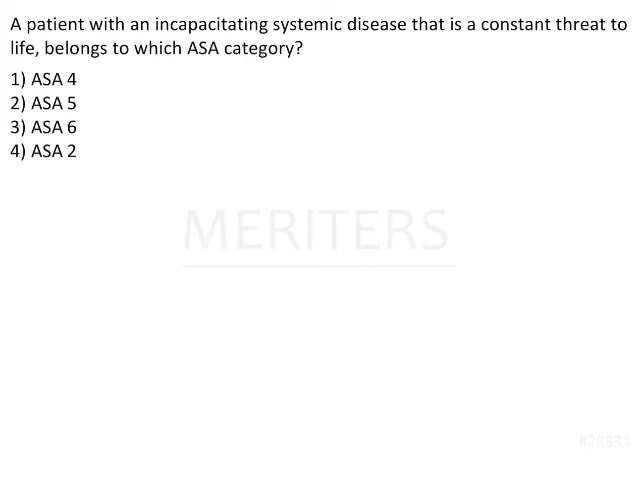 A patient with an incapacitating systemic disease that is a constant threat to
life, belongs to which ASA category?
1) ASA 4
2) ASA 5
3) ASA 6
4) ASA 2
MERITERS
#28837